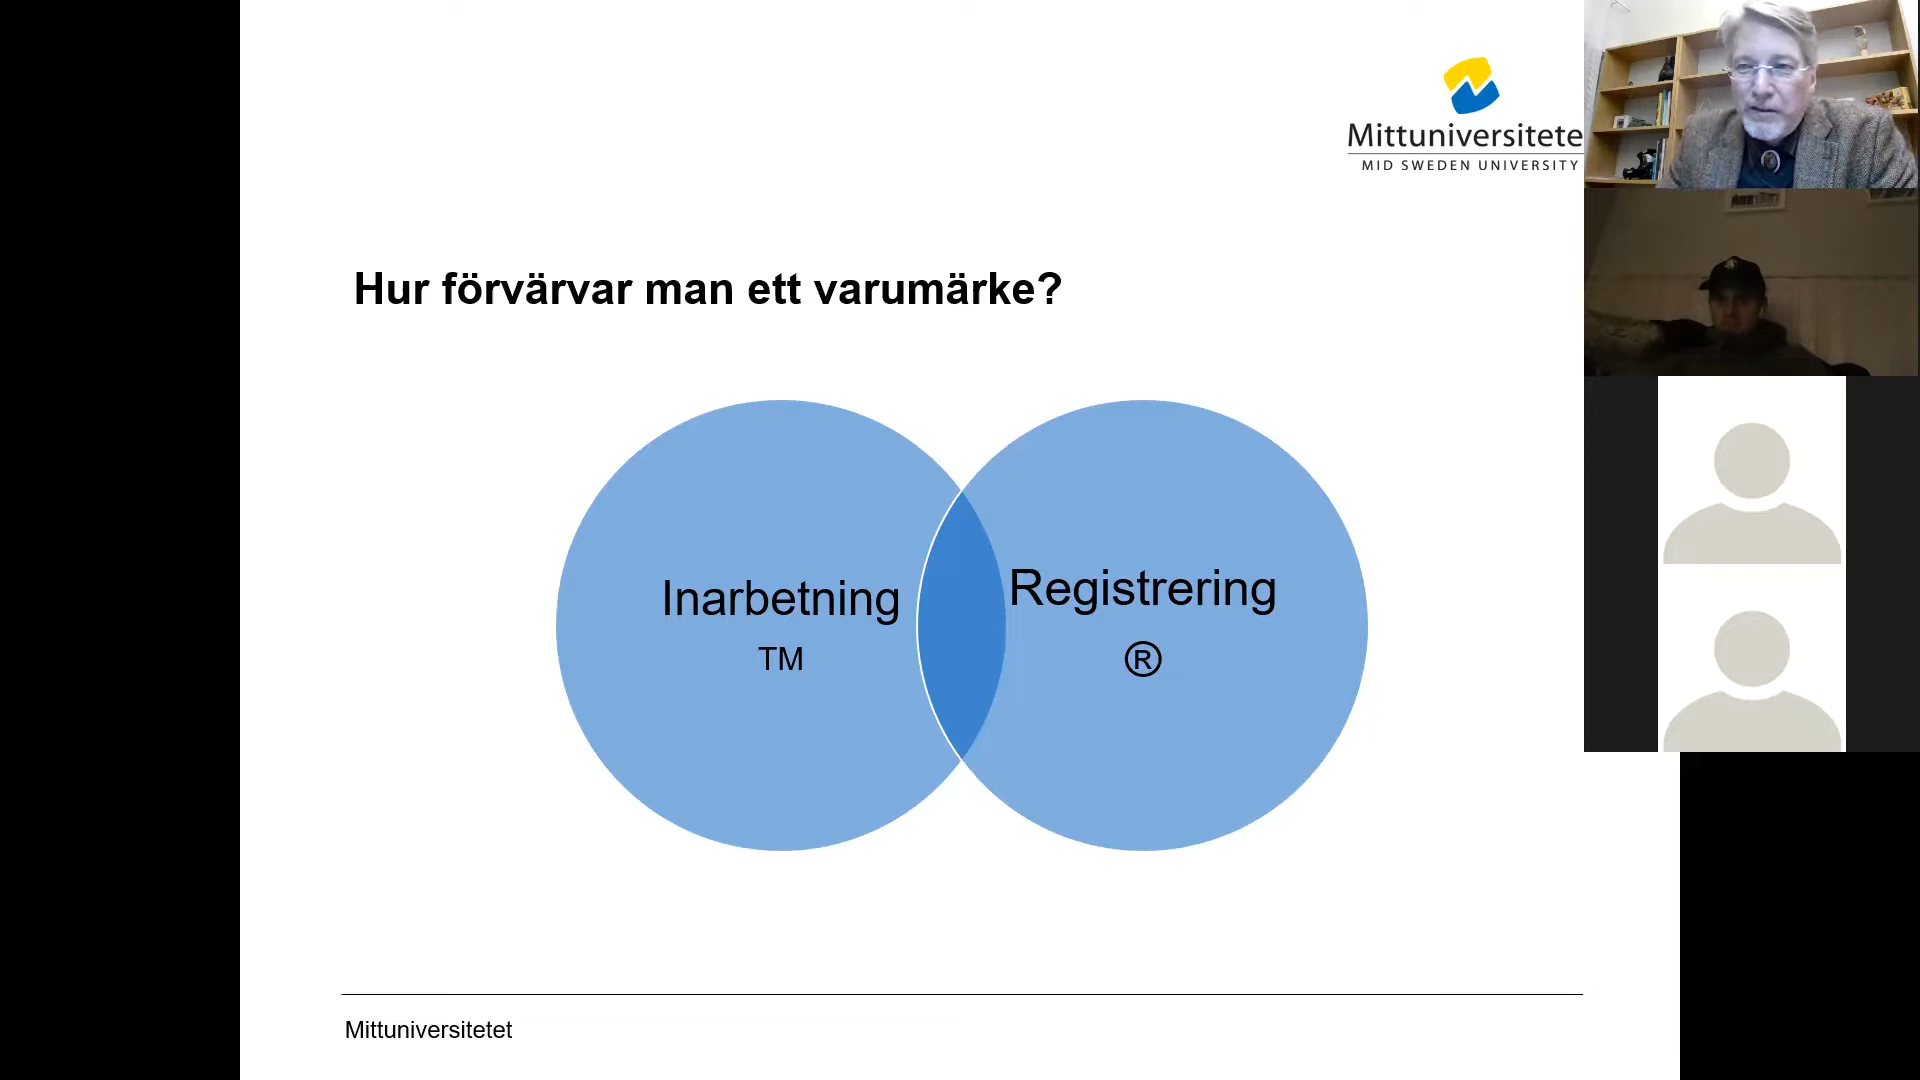 Mittuniversitete
MID SWEDEN UNIVERSITY
Hur förvärvar man ett varumärke?
Inarbetning
TM
Registrering
®
Mittuniversitetet